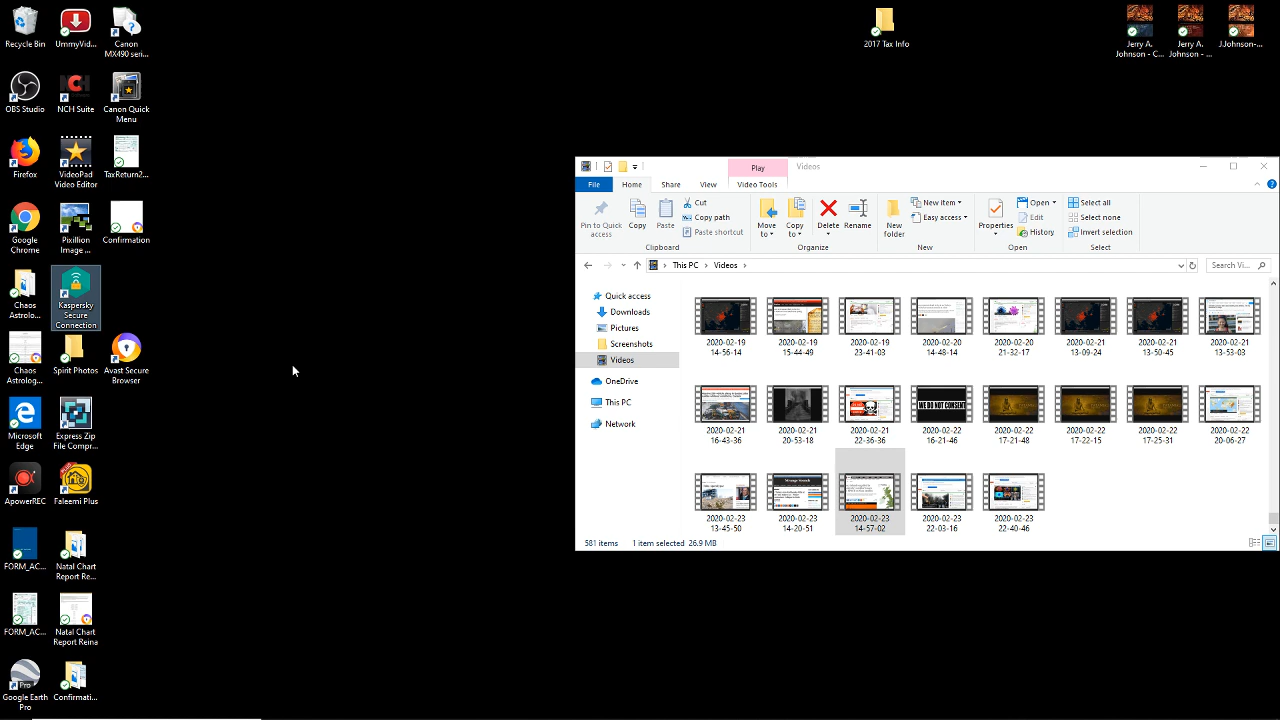 Recycle Bin
UmmyVid...
Canon
MX490 seri...
OBS Studio
NCH Suite
Canon Quick
Menu
Firefox
VideoPad
Video Editor
TaxReturn2...
Google
Chrome
Pixillion
Image ...
Confirmation
Chaos
Astrolo...
Kaspersky
Secure
Connection
Chaos
Astrolog...
Spirit Photos
Avast Secure
Browser
Microsoft
Edge
Express Zip
File Compr...
ApowerREC
PLUS
Faleemi Plus
FORM_AC...
Natal Chart
Report Re...
FORM_AC...
Natal Chart
Report Reina
Pro
Google Earth
Pro
Confirmati...
2017 Tax Info
Jerry A.
Johnson - C...
Jerry A.
Johnson - ...
J.Johnson-...
Play
Videos
File
Home
Share
View
Video Tools
Pin to Quick
access
Copy
Paste
Cut
Copy path
Paste shortcut
Clipboard
Move
to
Copy
to
Delete
Rename
Organize
New
folder
New item
Easy access
New
Properties
Open
Edit
History
Open
Select all
Select none
Invert selection
Select
This PC
Videos
Search Vi...
Quick access
Downloads
Pictures
Screenshots
Videos
OneDrive
This PC
Network
2020-02-19
14-56-14
2020-02-19
15-44-49
2020-02-19
23-41-03
2020-02-20
14-48-14
2020-02-20
21-32-17
2020-02-21
13-09-24
2020-02-21
13-50-45
2020-02-21
13-53-03
WE DO NOT CONSENT
2020-02-21
16-43-36
2020-02-21
20-53-18
2020-02-21
22-36-36
2020-02-22
16-21-46
2020-02-22
17-21-48
2020-02-22
17-22-15
2020-02-22
17-25-31
2020-02-22
20-06-27
2020-02-23
13-45-50
2020-02-23
14-20-51
2020-02-23
14-57-02
2020-02-23
22-03-16
2020-02-23
22-40-46
581 items
1 item selected 26.9 MB